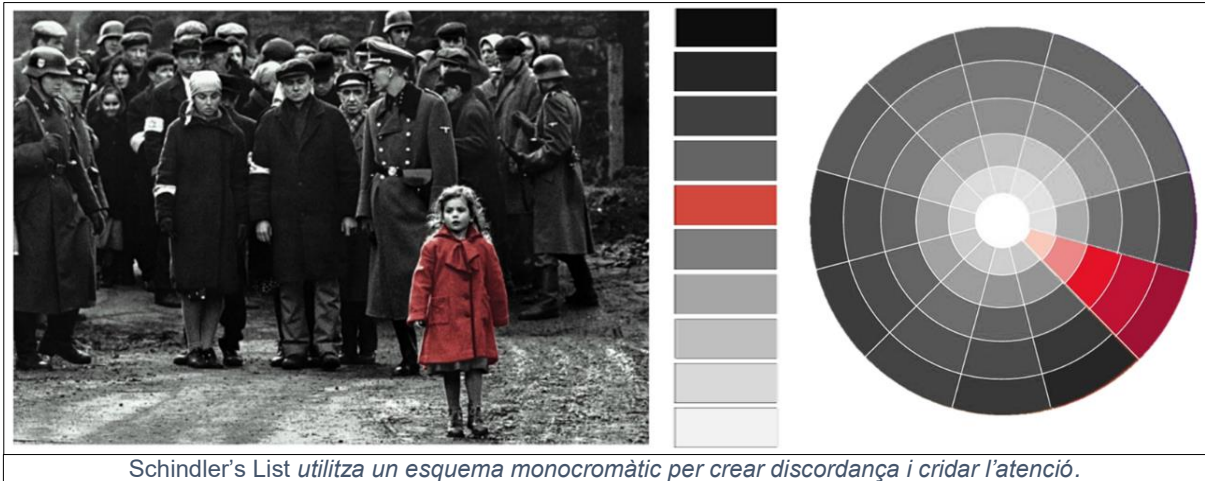 Schindler’s List utilitza un esquema monocromàtic per crear discordança i cridar l’atenció.